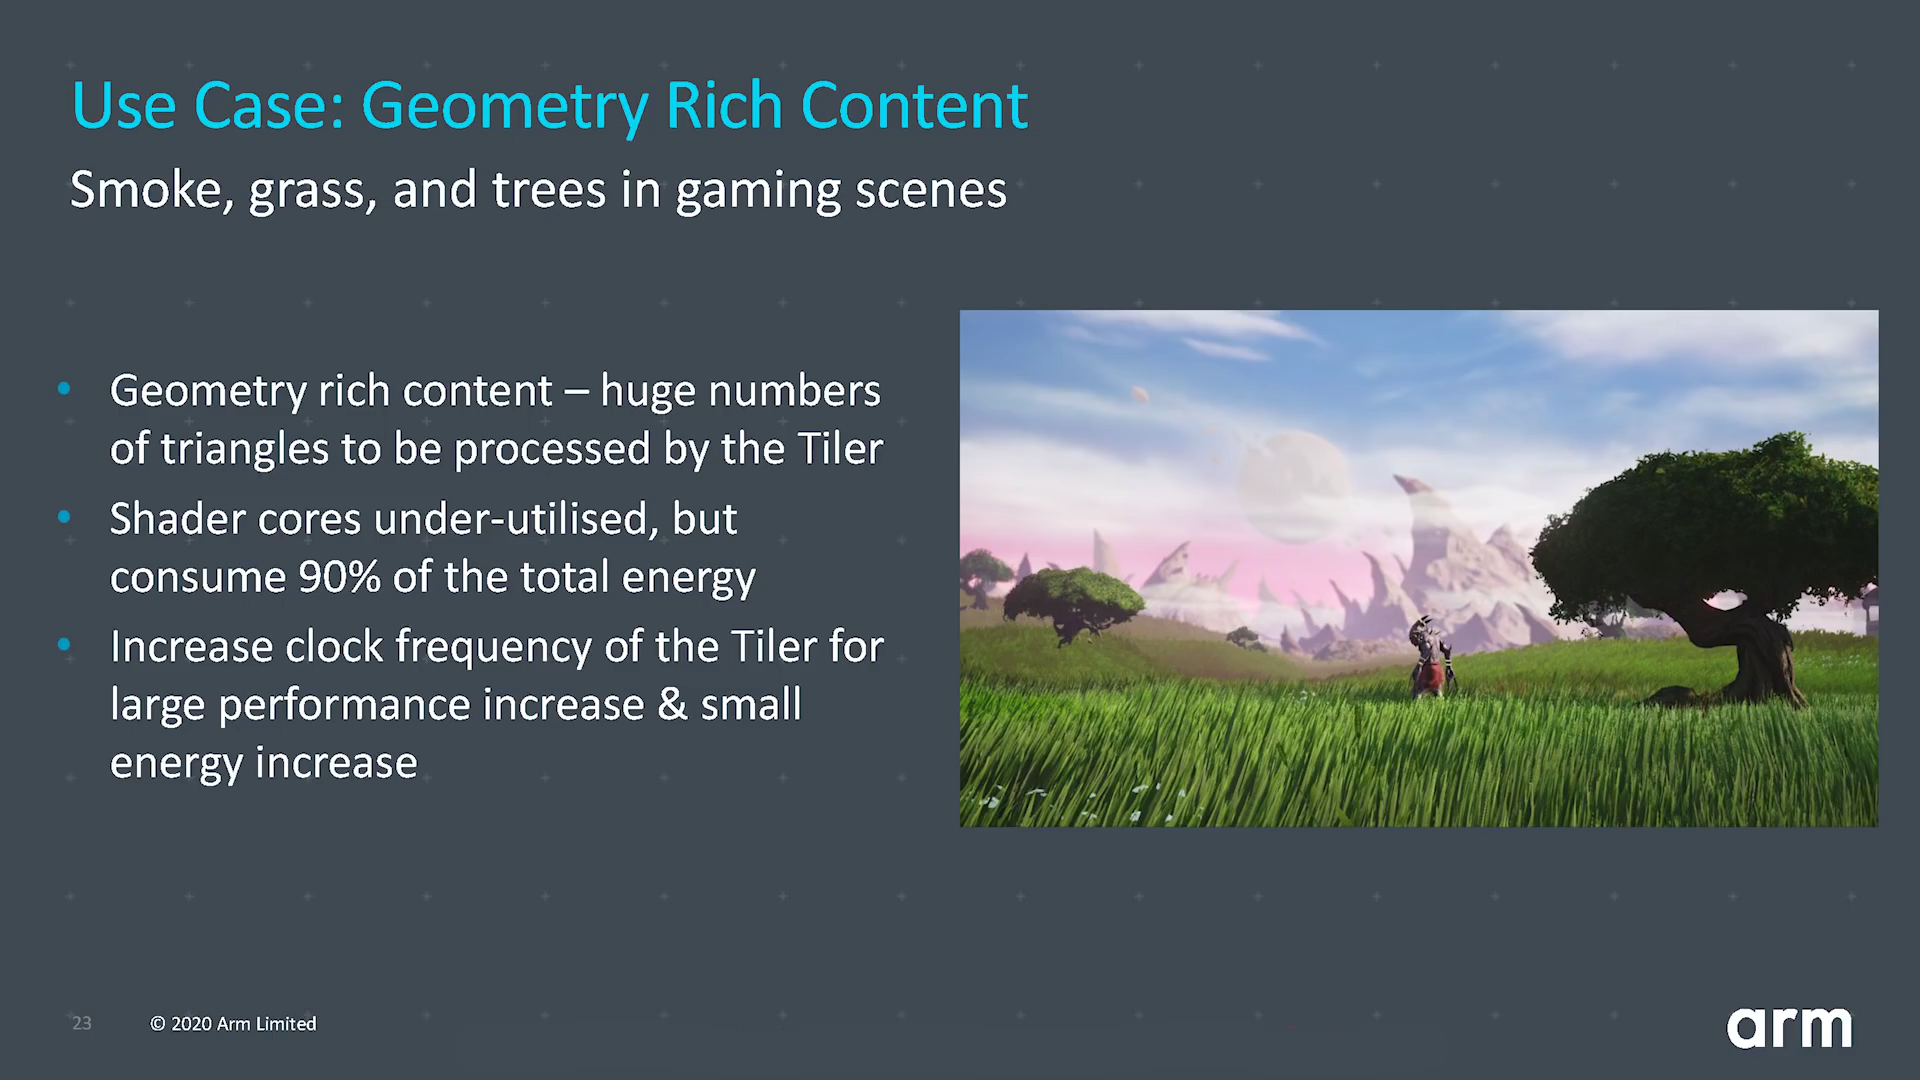 Use Case: Geometry Rich Content
Smoke, grass, and trees in gaming scenes
• Geometry rich content – huge numbers
of triangles to be processed by the Tiler
• Shader cores under-utilised, but
consume 90% of the total energy
• Increase clock frequency of the Tiler for
large performance increase & small
energy increase
23 © 2020 Arm Limited
arm